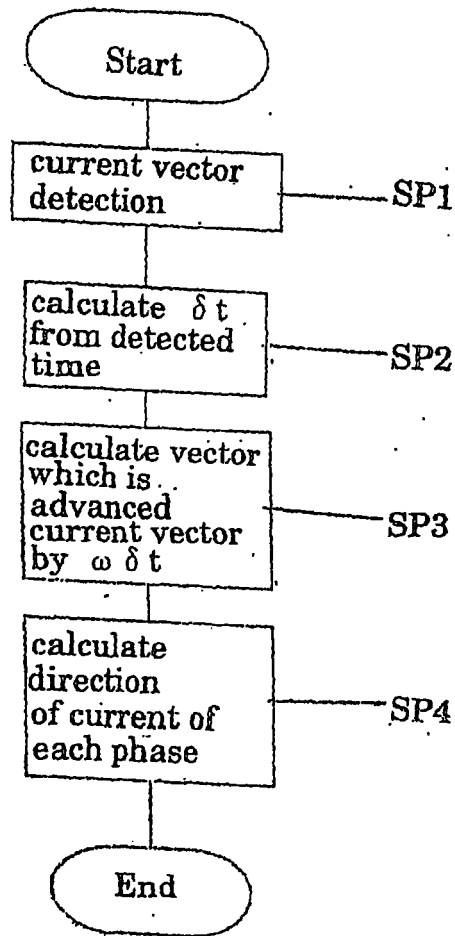 Start
current vector
detection
SP1
calculate δt
from detected
time
SP2
calculate vector
which is
advanced
current vector
by ωδt
SP3
calculate
direction
of current of
each phase
SP4
End